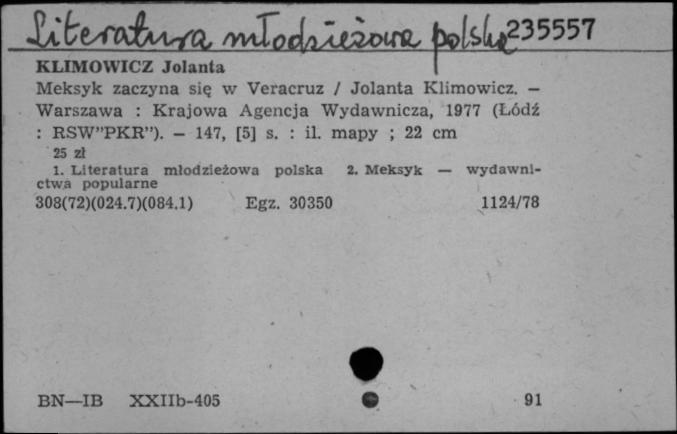 Literatura młodzieżowa polska 235557
KLIMOWICZ Jolanta
Meksyk zaczyna się w Veracruz / Jolanta Klimowicz. —
Warszawa : Krajowa Agencja Wydawnicza, 1977 (Łódź
: RSW”PKR”). — 147, [5] s. : il. mapy ; 22 cm
25 zł
1. Literatura młodzieżowa polska 2. Meksyk — wydawni-
ctwa popularne
308(72)(024.7)(084.1) Egz. 30350 1124/78
BN—IB XXIIb-405 91